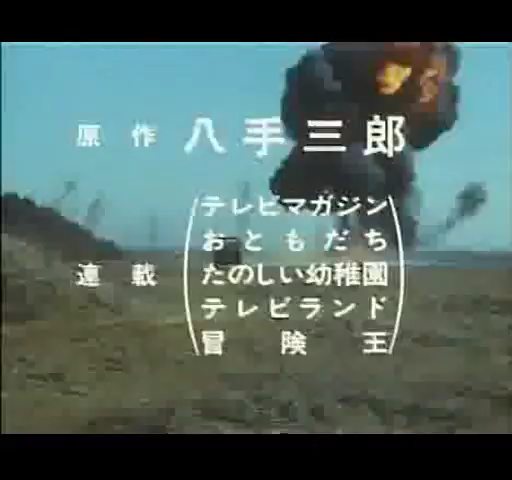 原作 八手三郎
連載
テレビマガジン
おともだち
たのしい幼稚園
テレビランド
冒険王